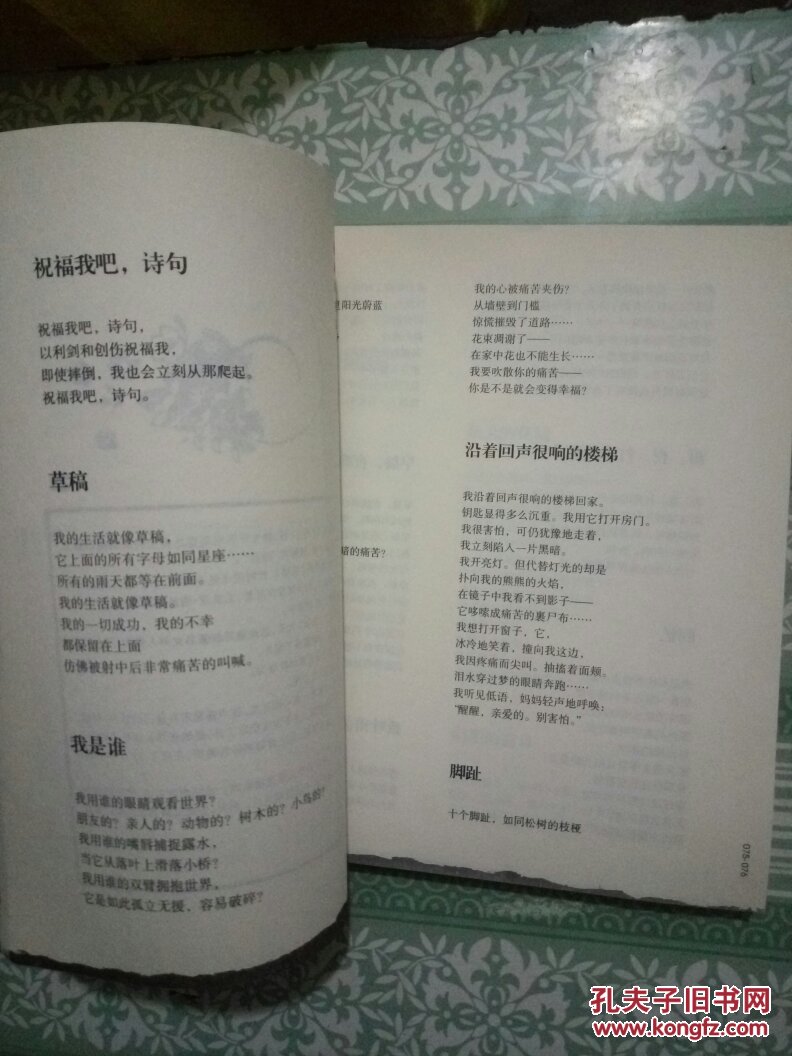 祝福我吧，诗句
祝福我吧，诗句，
以利剑和创伤祝福我，
即使摔倒，我也会立刻从那爬起。
祝福我吧，诗句。
草稿
我的生活就像草稿，
它上面的所有字母如同星座……
所有的雨天都等在前面。
我的生活就像草稿。
我的一切成功，我的不幸
都保留在上面
仿佛被射中后非常痛苦的叫喊。
我是谁
我用谁的眼睛观看世界？
朋友的？亲人的？动物的？树木的？小鸟的？
我用谁的嘴唇捕捉露水，
当它从落叶上滑落小桥？
我用谁的双臂拥抱世界，
它是如此孤立无援，容易破碎？
阳光蔚蓝
的痛苦？
我的心被痛苦夹伤？
从墙壁到门槛
惊慌摧毁了道路……
花束凋谢了——
在家中花也不能生长……
我要吹散你的痛苦——
你是不是就会变得幸福？
沿着回声很响的楼梯
我沿着回声很响的楼梯回家。
钥匙显得多么沉重。我用它打开房门。
我很害怕，可仍犹豫地走着，
我立刻陷入一片黑暗。
我开亮灯。但代替灯光的却是
扑向我的熊熊的火焰，
在镜子中我看不到影子——
它哆嗦成痛苦的裹尸布……
我想打开窗子，它，
冰冷地笑着，撞向我这边，
我因疼痛而尖叫。抽搐着面颊。
泪水穿过梦的眼睛奔跑……
我听见低语，妈妈轻声地呼唤：
“醒醒，亲爱的。别害怕。”
脚趾
十个脚趾，如同松树的枝桠
075-076
孔夫子旧书网
www.kongfz.com